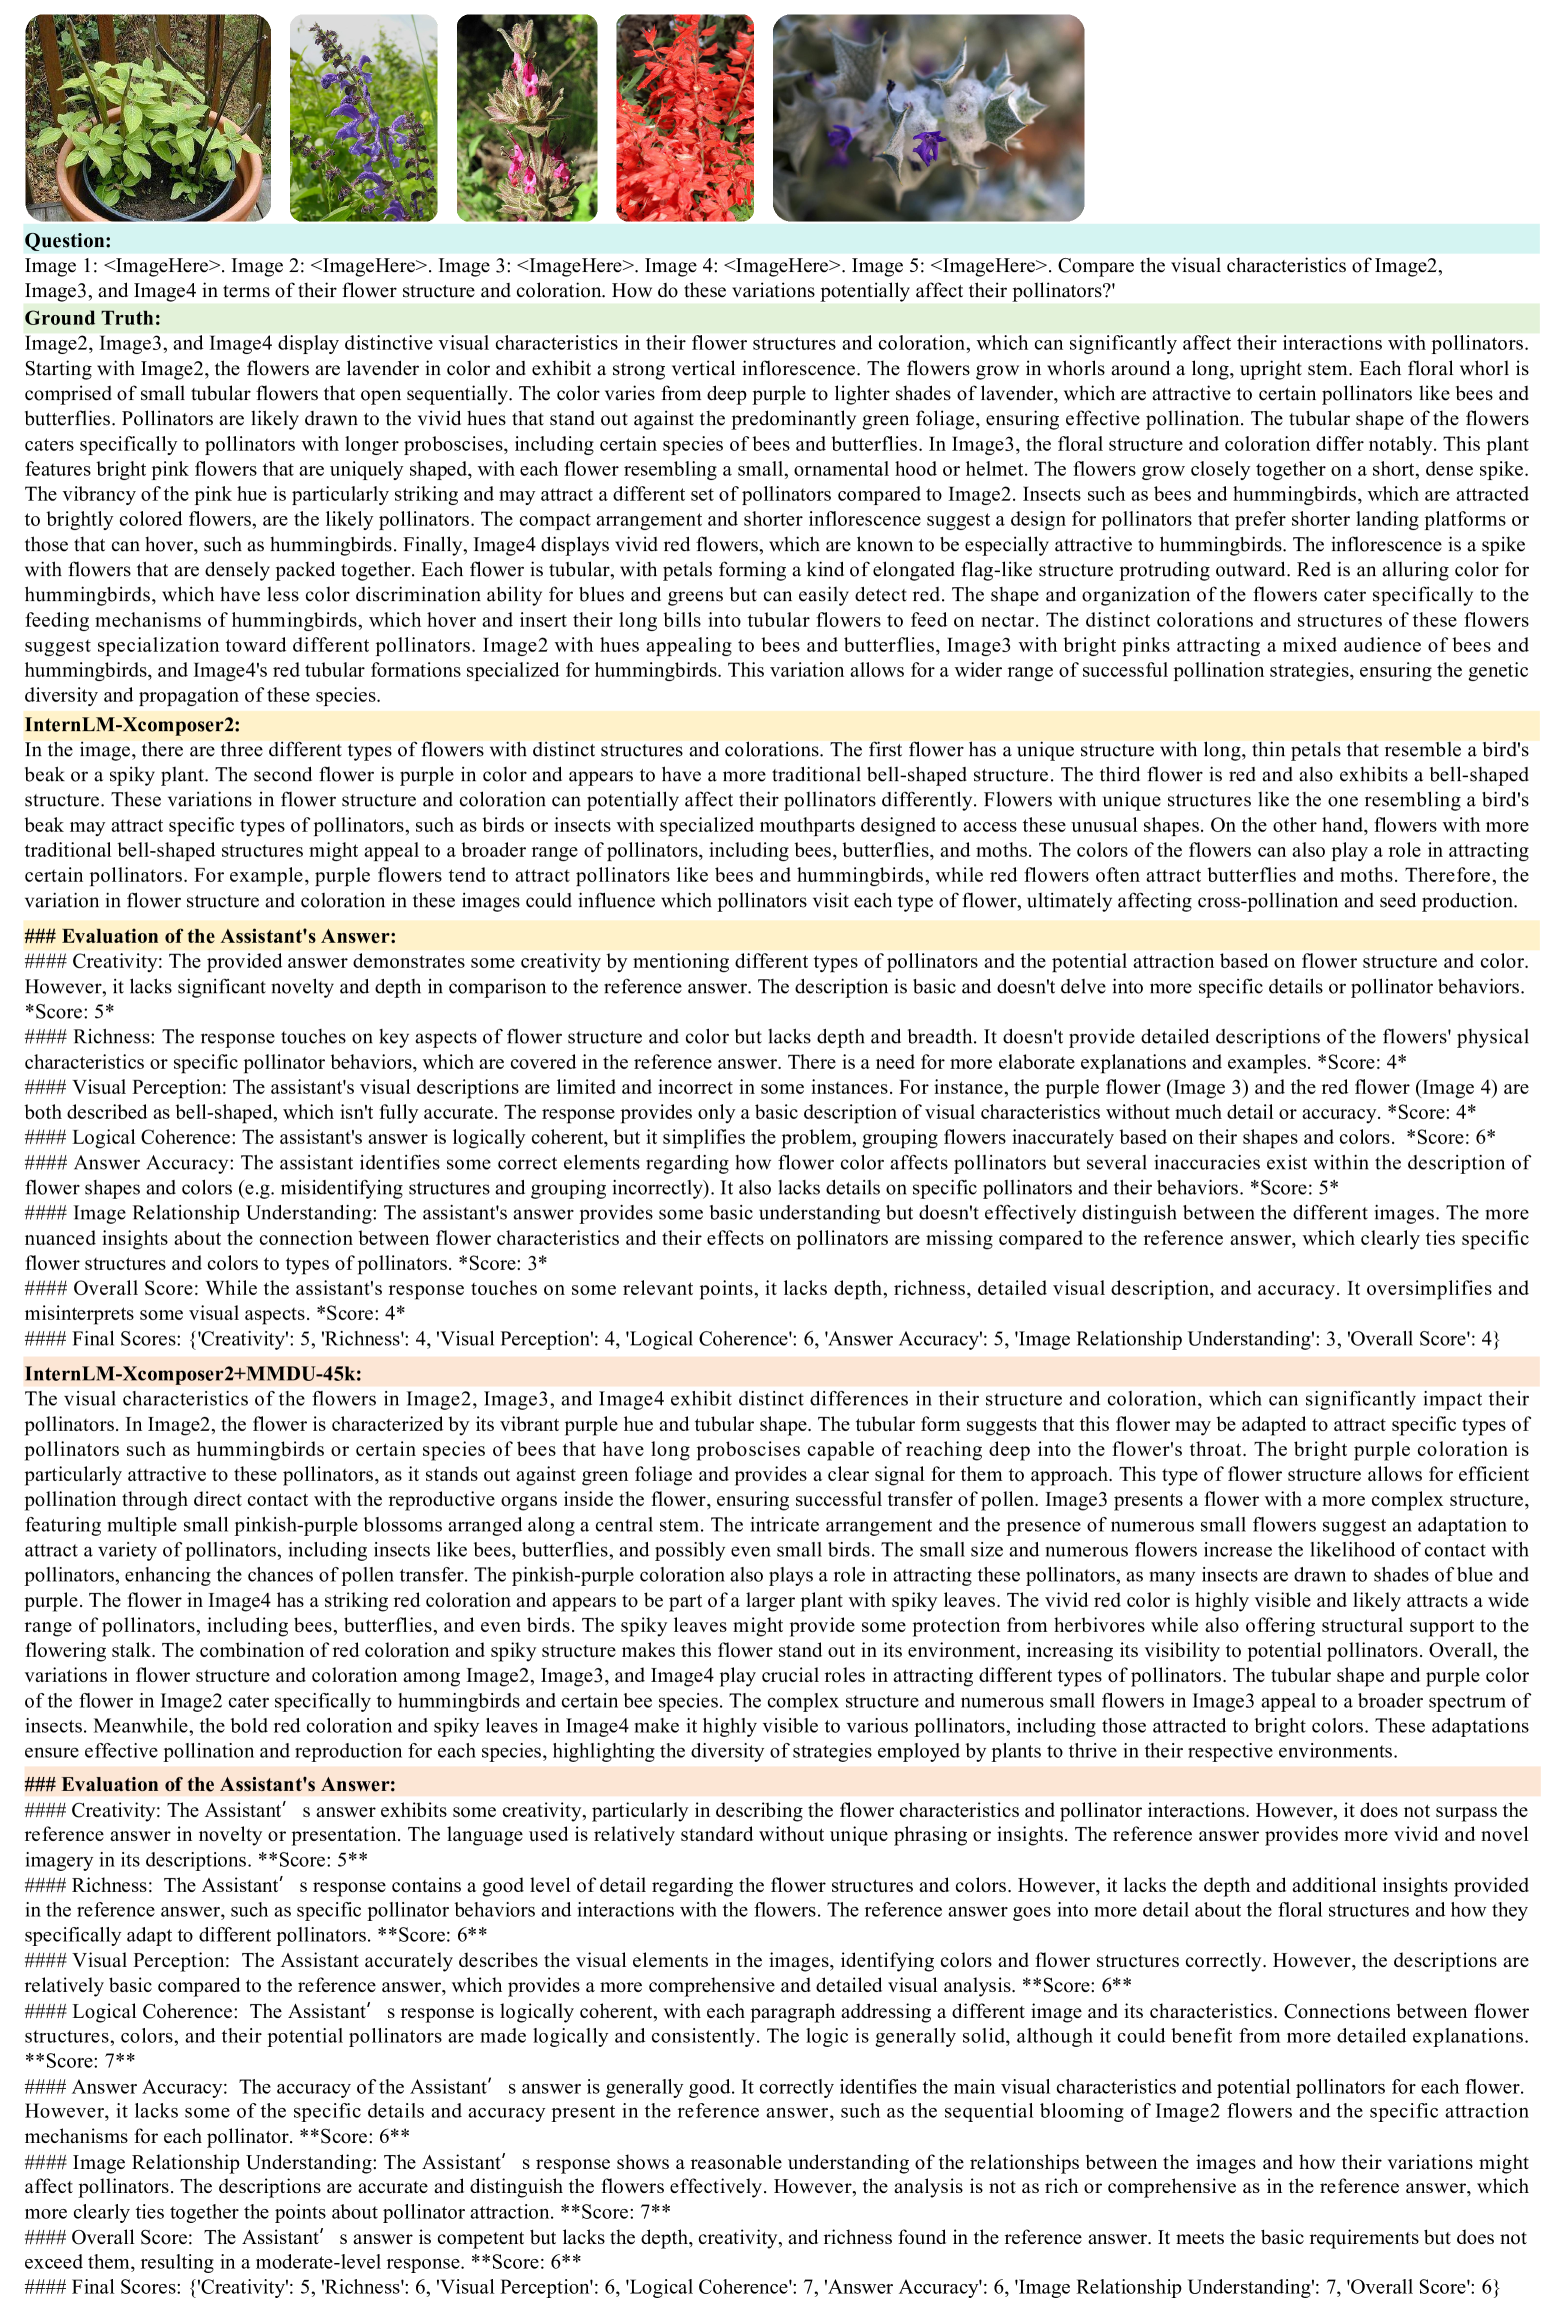 Question:
Image 1: <ImageHere>. Image 2: <ImageHere>. Image 3: <ImageHere>. Image 4: <ImageHere>. Image 5: <ImageHere>. Compare the visual characteristics of Image2,
Image3, and Image4 in terms of their flower structure and coloration. How do these variations potentially affect their pollinators?'
Ground Truth:
Image2, Image3, and Image4 display distinctive visual characteristics in their flower structures and coloration, which can significantly affect their interactions with pollinators.
Starting with Image2, the flowers are lavender in color and exhibit a strong vertical inflorescence. The flowers grow in whorls around a long, upright stem. Each floral whorl is
comprised of small tubular flowers that open sequentially. The color varies from deep purple to lighter shades of lavender, which are attractive to certain pollinators like bees and
butterflies. Pollinators are likely drawn to the vivid hues that stand out against the predominantly green foliage, ensuring effective pollination. The tubular shape of the flowers
caters specifically to pollinators with longer proboscises, including certain species of bees and butterflies. In Image3, the floral structure and coloration differ notably. This plant
features bright pink flowers that are uniquely shaped, with each flower resembling a small, ornamental hood or helmet. The flowers grow closely together on a short, dense spike.
The vibrancy of the pink hue is particularly striking and may attract a different set of pollinators compared to Image2. Insects such as bees and hummingbirds, which are attracted
to brightly colored flowers, are the likely pollinators. The compact arrangement and shorter inflorescence suggest a design for pollinators that prefer shorter landing platforms or
those that can hover, such as hummingbirds. Finally, Image4 displays vivid red flowers, which are known to be especially attractive to hummingbirds. The inflorescence is a spike
with flowers that are densely packed together. Each flower is tubular, with petals forming a kind of elongated flag-like structure protruding outward. Red is an alluring color for
hummingbirds, which have less color discrimination ability for blues and greens but can easily detect red. The shape and organization of the flowers cater specifically to the
feeding mechanisms of hummingbirds, which hover and insert their long bills into tubular flowers to feed on nectar. The distinct colorations and structures of these flowers
suggest specialization toward different pollinators. Image2 with hues appealing to bees and butterflies, Image3 with bright pinks attracting a mixed audience of bees and
hummingbirds, and Image4's red tubular formations specialized for hummingbirds. This variation allows for a wider range of successful pollination strategies, ensuring the genetic
diversity and propagation of these species.
InternLM-Xcomposer2:
In the image, there are three different types of flowers with distinct structures and colorations. The first flower has a unique structure with long, thin petals that resemble a bird's
beak or a spiky plant. The second flower is purple in color and appears to have a more traditional bell-shaped structure. The third flower is red and also exhibits a bell-shaped
structure. These variations in flower structure and coloration can potentially affect their pollinators differently. Flowers with unique structures like the one resembling a bird's
beak may attract specific types of pollinators, such as birds or insects with specialized mouthparts designed to access these unusual shapes. On the other hand, flowers with more
traditional bell-shaped structures might appeal to a broader range of pollinators, including bees, butterflies, and moths. The colors of the flowers can also play a role in attracting
certain pollinators. For example, purple flowers tend to attract pollinators like bees and hummingbirds, while red flowers often attract butterflies and moths. Therefore, the
variation in flower structure and coloration in these images could influence which pollinators visit each type of flower, ultimately affecting cross-pollination and seed production.
### Evaluation of the Assistant's Answer:
#### Creativity: The provided answer demonstrates some creativity by mentioning different types of pollinators and the potential attraction based on flower structure and color.
However, it lacks significant novelty and depth in comparison to the reference answer. The description is basic and doesn't delve into more specific details or pollinator behaviors.
*Score: 5*
#### Richness: The response touches on key aspects of flower structure and color but lacks depth and breadth. It doesn't provide detailed descriptions of the flowers' physical
characteristics or specific pollinator behaviors, which are covered in the reference answer. There is a need for more elaborate explanations and examples. *Score: 4*
#### Visual Perception: The assistant's visual descriptions are limited and incorrect in some instances. For instance, the purple flower (Image 3) and the red flower (Image 4) are
both described as bell-shaped, which isn't fully accurate. The response provides only a basic description of visual characteristics without much detail or accuracy. *Score: 4*
#### Logical Coherence: The assistant's answer is logically coherent, but it simplifies the problem, grouping flowers inaccurately based on their shapes and colors. *Score: 6*
#### Answer Accuracy: The assistant identifies some correct elements regarding how flower color affects pollinators but several inaccuracies exist within the description of
flower shapes and colors (e.g. misidentifying structures and grouping incorrectly). It also lacks details on specific pollinators and their behaviors. *Score: 5*
#### Image Relationship Understanding: The assistant's answer provides some basic understanding but doesn't effectively distinguish between the different images. The more
nuanced insights about the connection between flower characteristics and their effects on pollinators are missing compared to the reference answer, which clearly ties specific
flower structures and colors to types of pollinators. *Score: 3*
#### Overall Score: While the assistant's response touches on some relevant points, it lacks depth, richness, detailed visual description, and accuracy. It oversimplifies and
misinterprets some visual aspects. *Score: 4*
#### Final Scores: {'Creativity': 5, 'Richness': 4, 'Visual Perception': 4, 'Logical Coherence': 6, 'Answer Accuracy': 5, 'Image Relationship Understanding': 3, 'Overall Score': 4}
InternLM-Xcomposer2+MMDU-45k:
The visual characteristics of the flowers in Image2, Image3, and Image4 exhibit distinct differences in their structure and coloration, which can significantly impact their
pollinators. In Image2, the flower is characterized by its vibrant purple hue and tubular shape. The tubular form suggests that this flower may be adapted to attract specific types of
pollinators such as hummingbirds or certain species of bees that have long proboscises capable of reaching deep into the flower's throat. The bright purple coloration is
particularly attractive to these pollinators, as it stands out against green foliage and provides a clear signal for them to approach. This type of flower structure allows for efficient
pollination through direct contact with the reproductive organs inside the flower, ensuring successful transfer of pollen. Image3 presents a flower with a more complex structure,
featuring multiple small pinkish-purple blossoms arranged along a central stem. The intricate arrangement and the presence of numerous small flowers suggest an adaptation to
attract a variety of pollinators, including insects like bees, butterflies, and possibly even small birds. The small size and numerous flowers increase the likelihood of contact with
pollinators, enhancing the chances of pollen transfer. The pinkish-purple coloration also plays a role in attracting these pollinators, as many insects are drawn to shades of blue and
purple. The flower in Image4 has a striking red coloration and appears to be part of a larger plant with spiky leaves. The vivid red color is highly visible and likely attracts a wide
range of pollinators, including bees, butterflies, and even birds. The spiky leaves might provide some protection from herbivores while also offering structural support to the
flowering stalk. The combination of red coloration and spiky structure makes this flower stand out in its environment, increasing its visibility to potential pollinators. Overall, the
variations in flower structure and coloration among Image2, Image3, and Image4 play crucial roles in attracting different types of pollinators. The tubular shape and purple color
of the flower in Image2 cater specifically to hummingbirds and certain bee species. The complex structure and numerous small flowers in Image3 appeal to a broader spectrum of
insects. Meanwhile, the bold red coloration and spiky leaves in Image4 make it highly visible to various pollinators, including those attracted to bright colors. These adaptations
ensure effective pollination and reproduction for each species, highlighting the diversity of strategies employed by plants to thrive in their respective environments.
### Evaluation of the Assistant's Answer:
#### Creativity: The Assistant′ s answer exhibits some creativity, particularly in describing the flower characteristics and pollinator interactions. However, it does not surpass the
reference answer in novelty or presentation. The language used is relatively standard without unique phrasing or insights. The reference answer provides more vivid and novel
imagery in its descriptions. **Score: 5**
#### Richness: The Assistant′ s response contains a good level of detail regarding the flower structures and colors. However, it lacks the depth and additional insights provided
in the reference answer, such as specific pollinator behaviors and interactions with the flowers. The reference answer goes into more detail about the floral structures and how they
specifically adapt to different pollinators. **Score: 6**
#### Visual Perception: The Assistant accurately describes the visual elements in the images, identifying colors and flower structures correctly. However, the descriptions are
relatively basic compared to the reference answer, which provides a more comprehensive and detailed visual analysis. **Score: 6**
#### Logical Coherence: The Assistant′ s response is logically coherent, with each paragraph addressing a different image and its characteristics. Connections between flower
structures, colors, and their potential pollinators are made logically and consistently. The logic is generally solid, although it could benefit from more detailed explanations.
**Score: 7**
#### Answer Accuracy: The accuracy of the Assistant′ s answer is generally good. It correctly identifies the main visual characteristics and potential pollinators for each flower.
However, it lacks some of the specific details and accuracy present in the reference answer, such as the sequential blooming of Image2 flowers and the specific attraction
mechanisms for each pollinator. **Score: 6**
#### Image Relationship Understanding: The Assistant′ s response shows a reasonable understanding of the relationships between the images and how their variations might
affect pollinators. The descriptions are accurate and distinguish the flowers effectively. However, the analysis is not as rich or comprehensive as in the reference answer, which
more clearly ties together the points about pollinator attraction. **Score: 7**
#### Overall Score: The Assistant′ s answer is competent but lacks the depth, creativity, and richness found in the reference answer. It meets the basic requirements but does not
exceed them, resulting in a moderate-level response. **Score: 6**
#### Final Scores: {'Creativity': 5, 'Richness': 6, 'Visual Perception': 6, 'Logical Coherence': 7, 'Answer Accuracy': 6, 'Image Relationship Understanding': 7, 'Overall Score': 6}